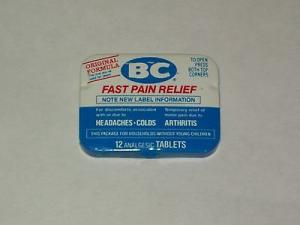 ORIGINAL
FORMULA
BC
TO OPEN
PRESS
BOTH TOP
CORNERS
FAST PAIN RELIEF
NOTE NEW LABEL INFORMATION
For discomforts associated
with or due to
HEADACHES • COLDS
Temporary relief of
minor pain due to
ARTHRITIS
THIS PACKAGE FOR HOUSEHOLDS WITHOUT YOUNG CHILDREN
12 ANALGESIC TABLETS